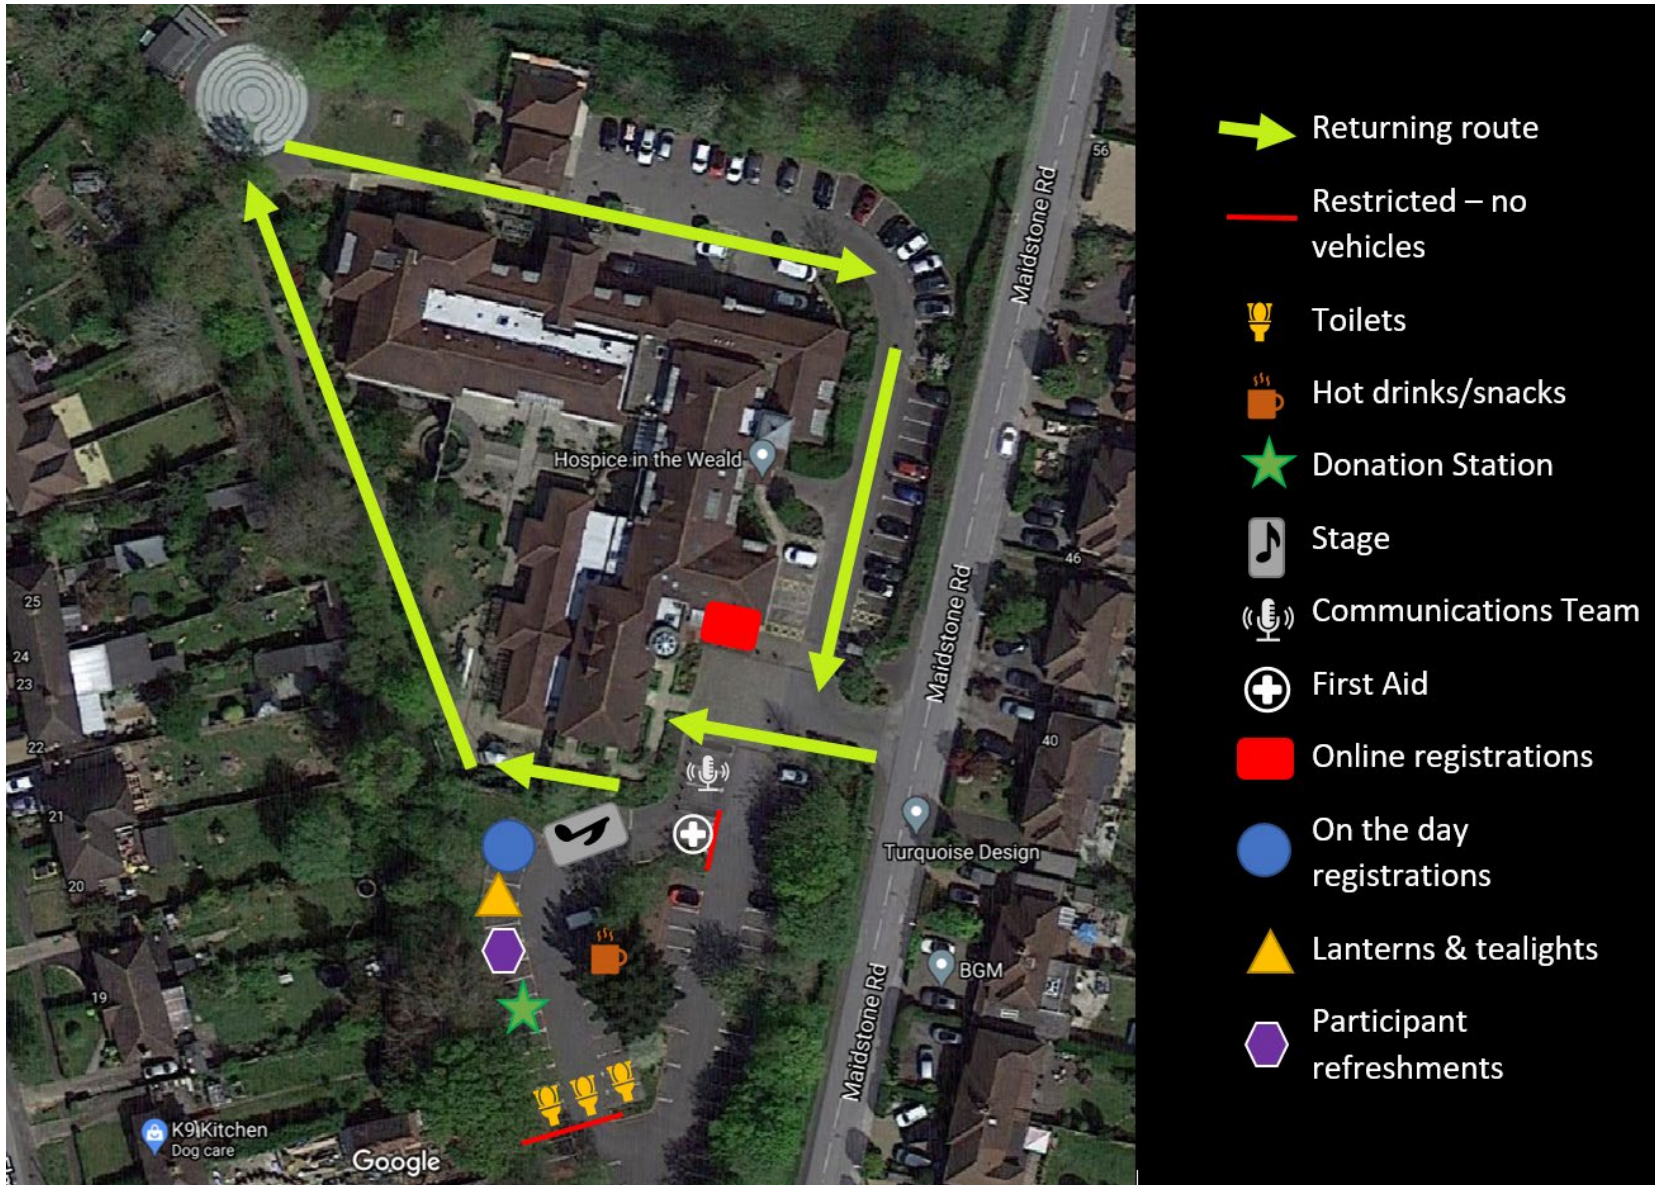 56
Maidstone Rd
Hospice in the Weald
46
Maidstone Rd
25
24
23
22
40
21
Turquoise Design
20
BGM
19
Maidstone Rd
K9 Kitchen
Dog care
Google
Returning route
Restricted – no
vehicles
Toilets
Hot drinks/snacks
Donation Station
Stage
Communications Team
First Aid
Online registrations
On the day
registrations
Lanterns & tealights
Participant
refreshments